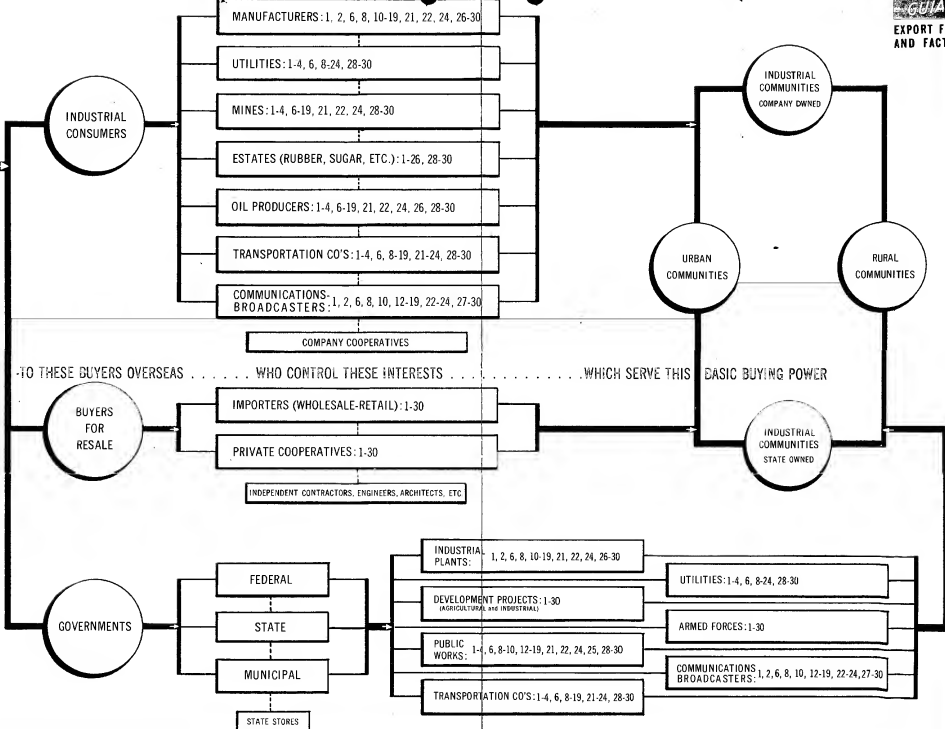 MANUFACTURERS: 1, 2, 6, 8, 10-19, 21, 22, 24, 26-30
GUIA
EXPORT F
AND FACT
UTILITIES: 1-4, 6, 8-24, 28-30
INDUSTRIAL
CONSUMERS
MINES: 1-4, 6-19, 21, 22, 24, 28-30
ESTATES (RUBBER, SUGAR, ETC.): 1-26, 28-30
OIL PRODUCERS: 1-4, 6-19, 21, 22, 24, 26, 28-30
TRANSPORTATION CO'S: 1-4, 6, 8-19, 21-24, 28-30
COMMUNICATIONS-
BROADCASTERS: 1, 2, 6, 8, 10, 12-19, 22-24, 27-30
COMPANY COOPERATIVES
INDUSTRIAL
COMMUNITIES
COMPANY OWNED
URBAN
COMMUNITIES
RURAL
COMMUNITIES
-TO THESE BUYERS OVERSEAS . . . . . . WHO CONTROL THESE INTERESTS . . . . . . . . . . . . . . WHICH SERVE THIS BASIC BUYING POWER
BUYERS
FOR
RESALE
IMPORTERS (WHOLESALE-RETAIL): 1-30
PRIVATE COOPERATIVES: 1-30
INDEPENDENT CONTRACTORS, ENGINEERS, ARCHITECTS, ETC
INDUSTRIAL
COMMUNITIES
STATE OWNED
GOVERNMENTS
FEDERAL
STATE
MUNICIPAL
STATE STORES
INDUSTRIAL
PLANTS: 1, 2, 6, 8, 10-19, 21, 22, 24, 26-30
UTILITIES: 1-4, 6, 8-24, 28-30
DEVELOPMENT PROJECTS: 1-30
(AGRICULTURAL and INDUSTRIAL)
ARMED FORCES: 1-30
PUBLIC
WORKS: 1-4, 6, 8-10, 12-19, 21, 22, 24, 25, 28-30
COMMUNICATIONS
BROADCASTERS: 1, 2, 6, 8, 10, 12-19, 22-24, 27-30
TRANSPORTATION CO'S: 1-4, 6, 8-19, 21-24, 28-30